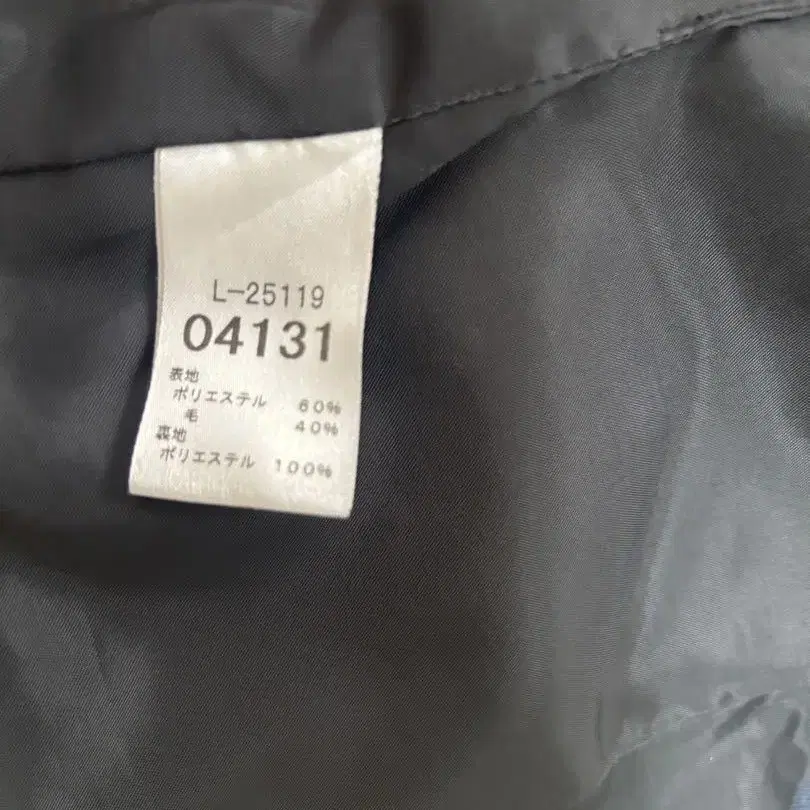 L-25119
04131
表地
ポリエステル 60%
毛 40%
裏地
ポリエステル 100%